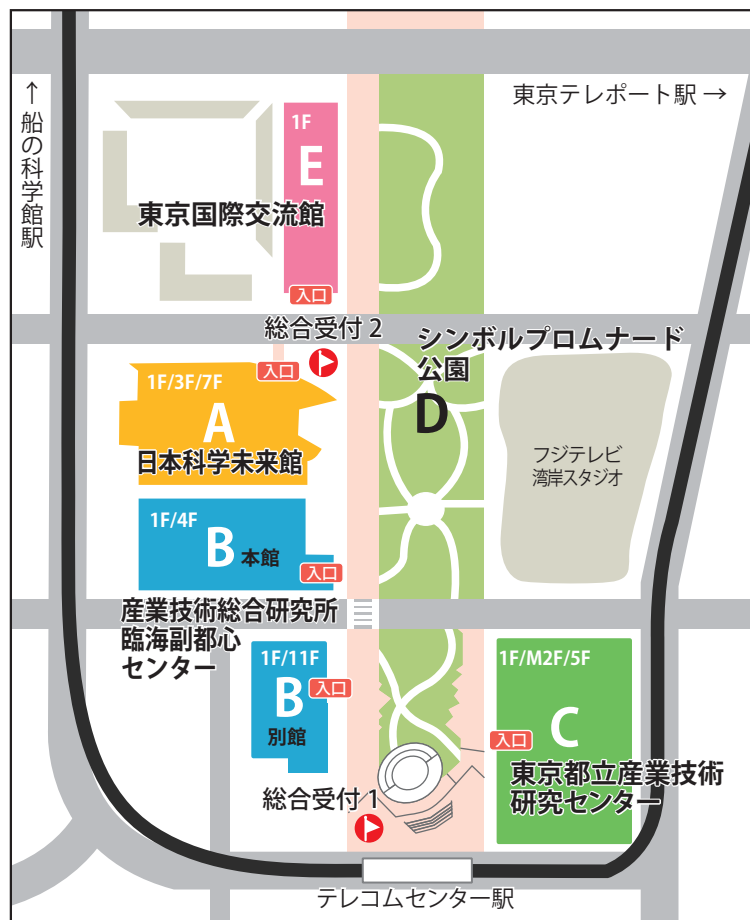 東京テレポート駅→
↑船の科学館駅
1F
E
東京国際交流館
入口
総合受付 2
シンボルプロムナード
公園
D
入口
1F/3F/7F
A
日本科学未来館
フジテレビ
湾岸スタジオ
1F/4F
B 本館
入口
産業技術総合研究所
臨海副都心
センター
1F/11F
B
別館
入口
1F/M2F/5F
C
入口
東京都立産業技術
研究センター
総合受付 1
テレコムセンター駅